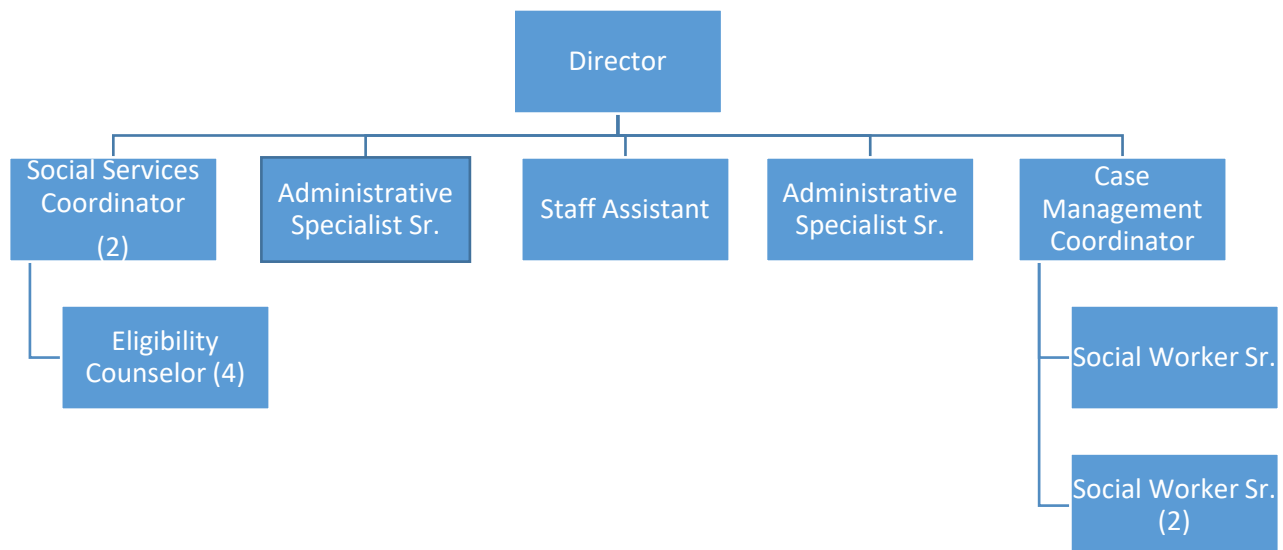 Director
Social Services
Coordinator
(2)
Administrative
Specialist Sr.
Staff Assistant
Administrative
Specialist Sr.
Case
Management
Coordinator
Eligibility
Counselor (4)
Social Worker Sr.
Social Worker Sr.
(2)